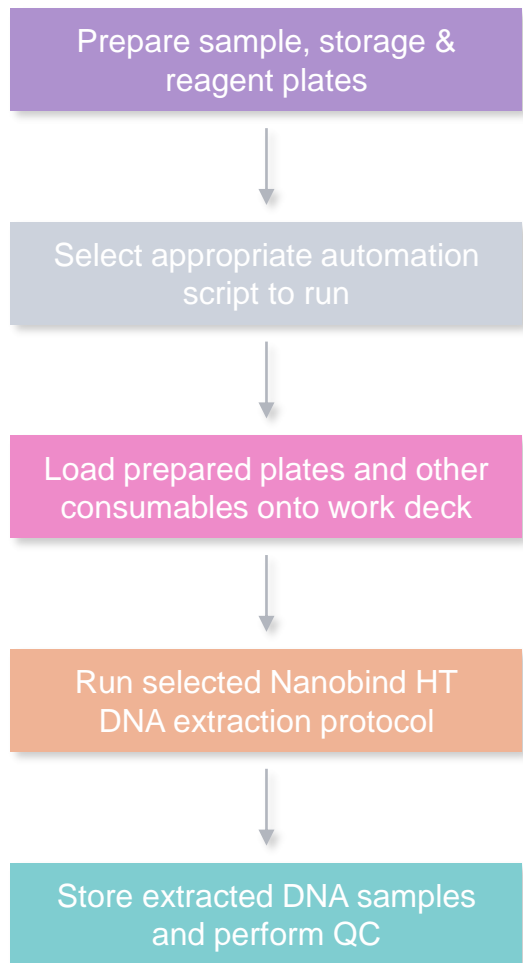 Prepare sample, storage &
reagent plates
Select appropriate automation
script to run
Load prepared plates and other
consumables onto work deck
Run selected Nanobind HT
DNA extraction protocol
Store extracted DNA samples
and perform QC